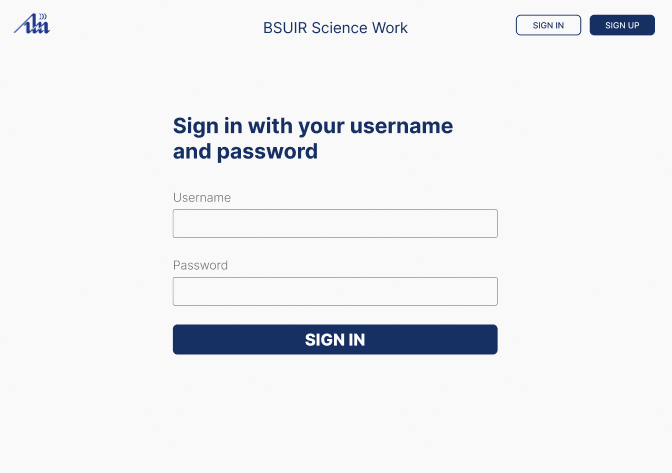 BSUIR Science Work
SIGN IN
SIGN UP
Sign in with your username
and password
Username
Password
SIGN IN